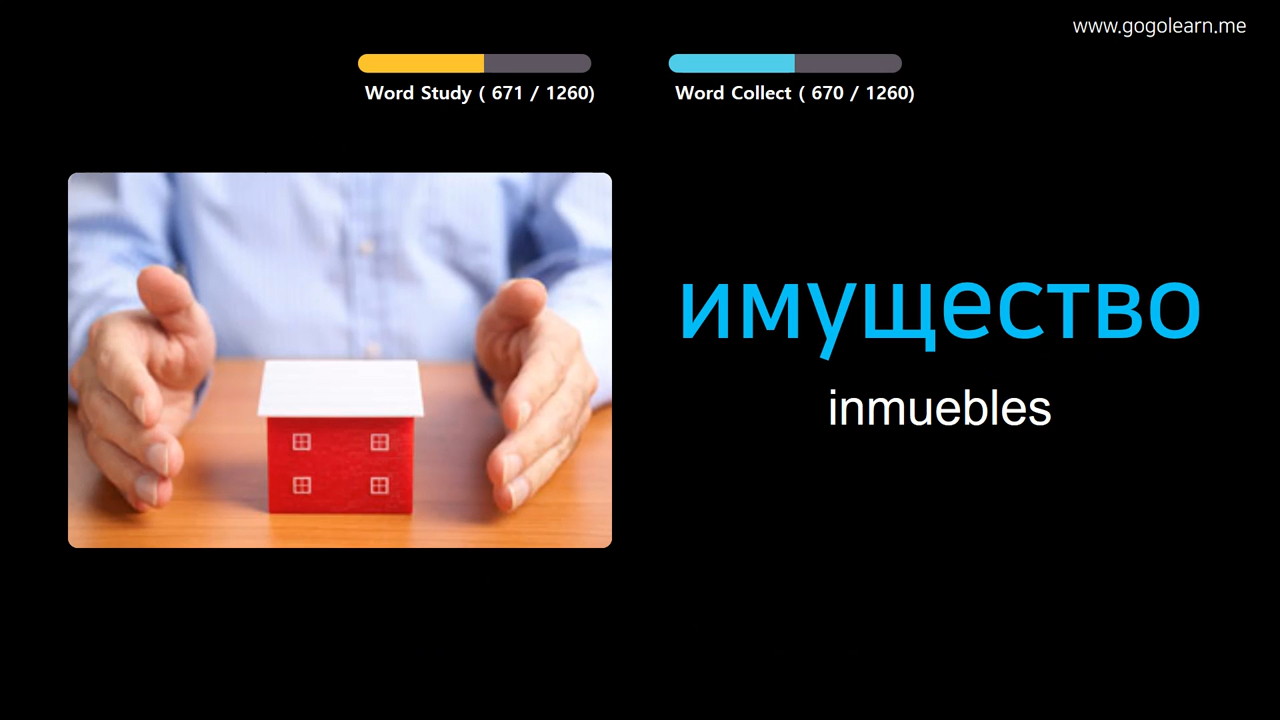 www.gogolearn.me
Word Study ( 671 / 1260)
Word Collect ( 670 / 1260)
имущество
inmuebles